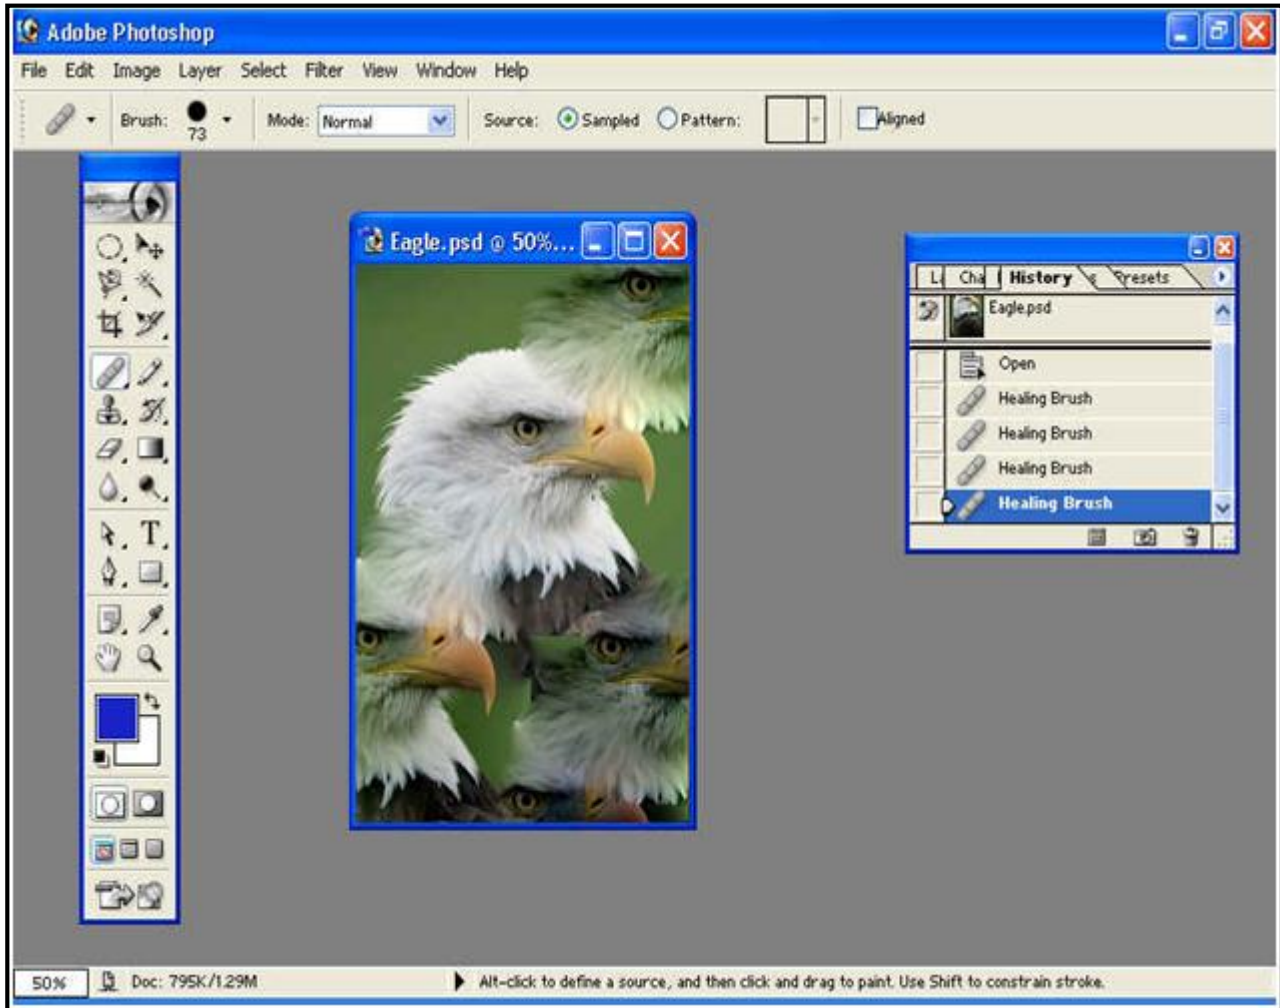 Adobe Photoshop
File Edit Image Layer Select Filter View Window Help
Brush: 73 Mode: Normal Source: Sampled Pattern: Aligned
Eagle.psd @ 50%...
History Presets
Eagle.psd
Open
Healing Brush
Healing Brush
Healing Brush
Healing Brush
50% Doc: 795K/1.29M Alt-click to define a source, and then click and drag to paint. Use Shift to constrain stroke.